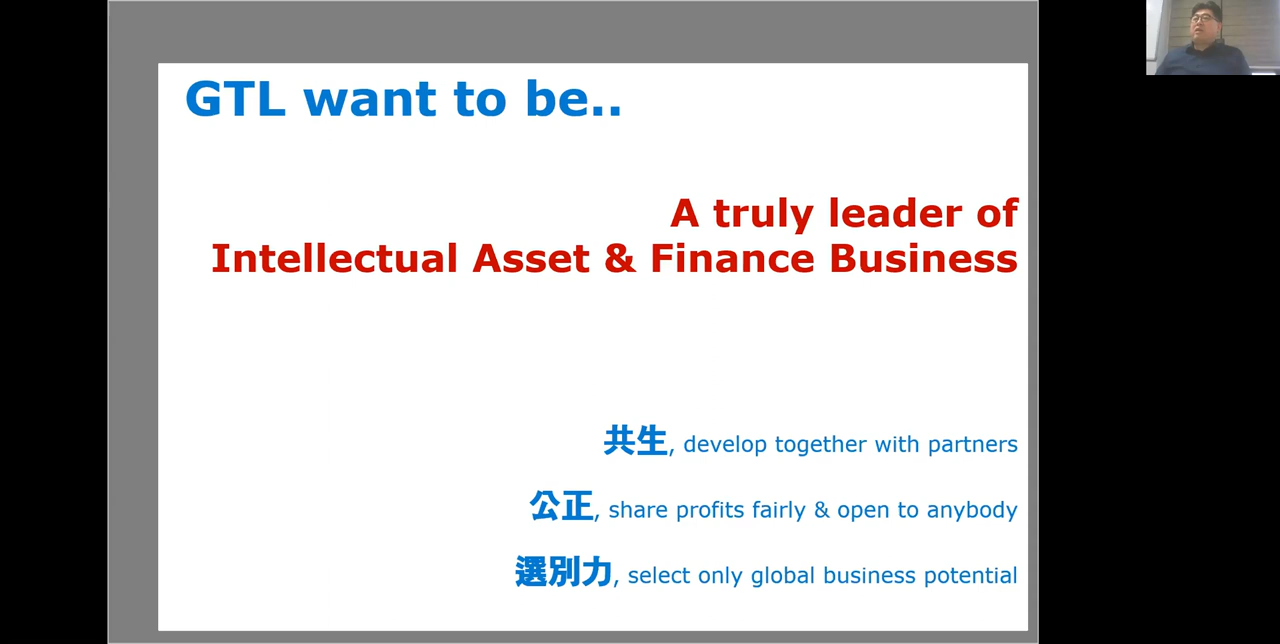 GTL want to be..
A truly leader of
Intellectual Asset & Finance Business
共生, develop together with partners
公正, share profits fairly & open to anybody
選別力, select only global business potential